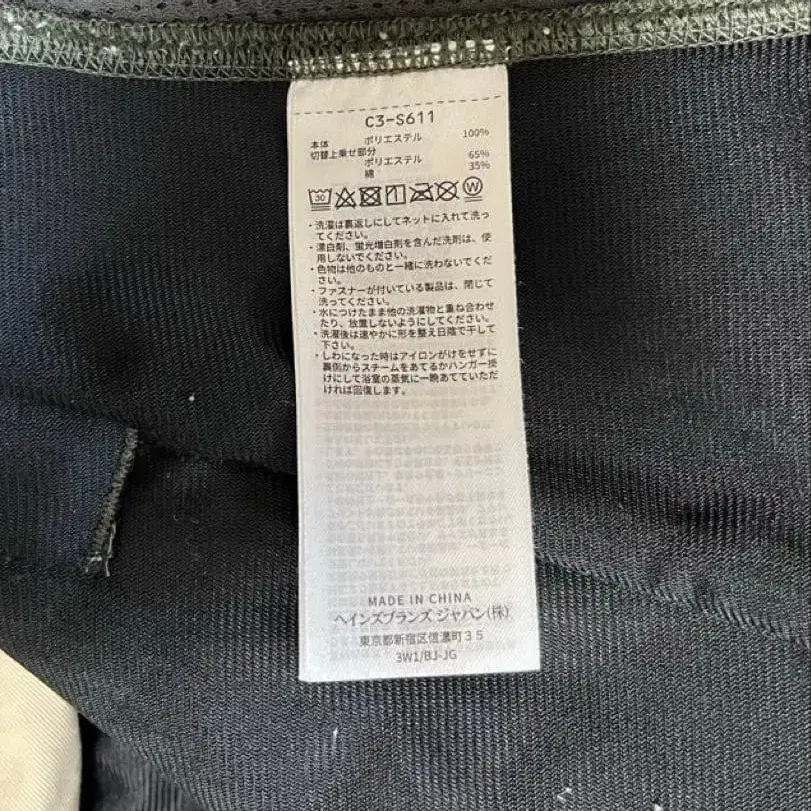 C3-S611
本体 ポリエステル 100%
切替上乗せ部分
ポリエステル 65%
綿 35%
30 W
・洗濯は裏返しにしてネットに入れて洗っ
てください。
・漂白剤、蛍光増白剤を含んだ洗剤は、使
用しないでください。
・色物は他のものと一緒に洗わないでくだ
さい。
・ファスナーが付いている製品は、閉じて
洗ってください。
・水につけたまま他の洗濯物と重ね合わせ
たり、放置しないようにしてください。
・洗濯後は速やかに形を整え日陰で干して
下さい。
・しわになった時はアイロンがけをせずに
裏側からスチームをあてるかハンガー掛
けにして浴室の蒸気に一晩あてていただ
ければ回復します。
MADE IN CHINA
ヘインズブランズ ジャパン(株)
東京都新宿区信濃町35
3W1/BJ-JG